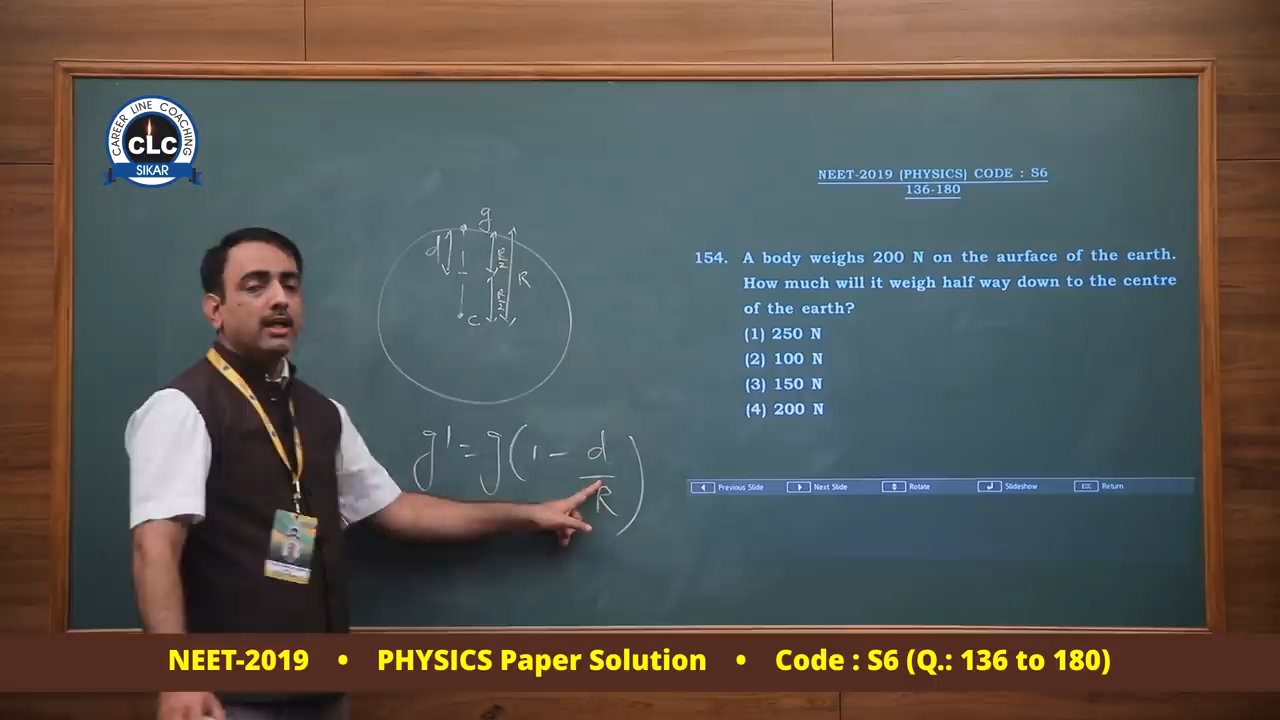 CAREER LINE COACHING
CLC
SIKAR
NEET-2019 (PHYSICS) CODE : S6
136-180
154. A body weighs 200 N on the aurface of the earth.
How much will it weigh half way down to the centre
of the earth?
(1) 250 N
(2) 100 N
(3) 150 N
(4) 200 N
Previous Slide Next Slide Rotate Slideshow Return
g
d R/2 R
R/2
C
g' = g(1 - d/R)
NEET-2019 • PHYSICS Paper Solution • Code : S6 (Q.: 136 to 180)